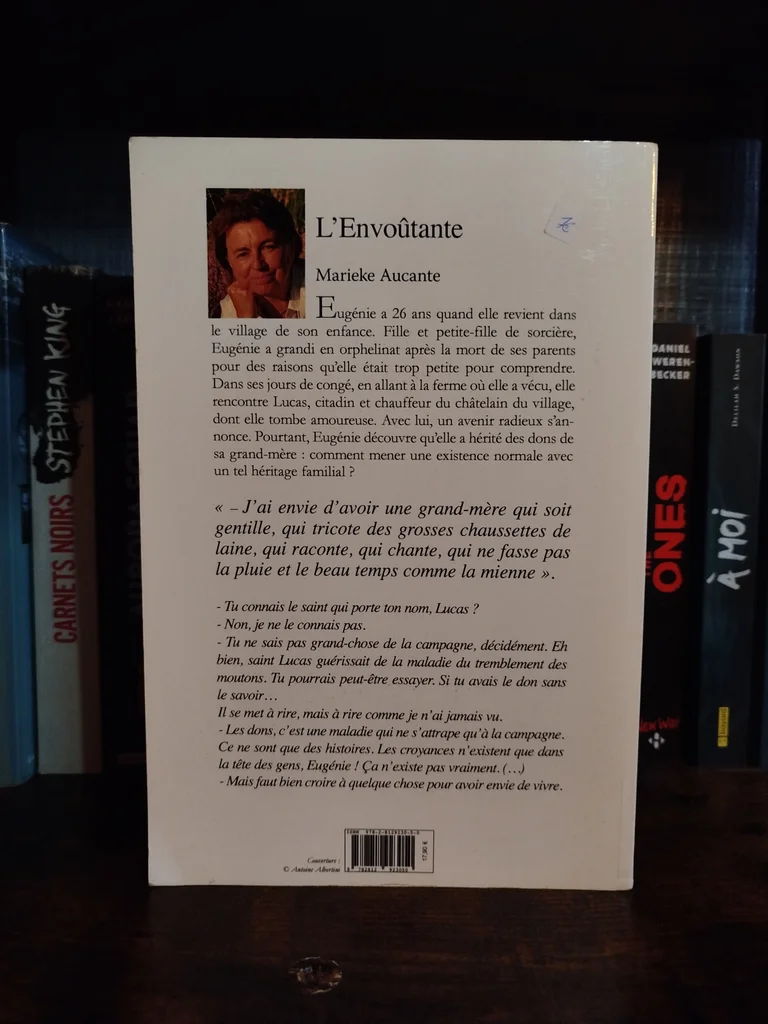 L'Envoûtante
7€
Marieke Aucante
Eugénie a 26 ans quand elle revient dans
le village de son enfance. Fille et petite-fille de sorcière,
Eugénie a grandi en orphelinat après la mort de ses parents
pour des raisons qu'elle était trop petite pour comprendre.
Dans ses jours de congé, en allant à la ferme où elle a vécu, elle
rencontre Lucas, citadin et chauffeur du châtelain du village,
dont elle tombe amoureuse. Avec lui, un avenir radieux s'an-
nonce. Pourtant, Eugénie découvre qu'elle a hérité des dons de
sa grand-mère : comment mener une existence normale avec
un tel héritage familial ?
« – J'ai envie d'avoir une grand-mère qui soit
gentille, qui tricote des grosses chaussettes de
laine, qui raconte, qui chante, qui ne fasse pas
la pluie et le beau temps comme la mienne ».
- Tu connais le saint qui porte ton nom, Lucas ?
- Non, je ne le connais pas.
- Tu ne sais pas grand-chose de la campagne, décidément. Eh
bien, saint Lucas guérissait de la maladie du tremblement des
moutons. Tu pourrais peut-être essayer. Si tu avais le don sans
le savoir…
Il se met à rire, mais à rire comme je n'ai jamais vu.
- Les dons, c'est une maladie qui ne s'attrape qu'à la campagne.
Ce ne sont que des histoires. Les croyances n'existent que dans
la tête des gens, Eugénie ! Ça n'existe pas vraiment. (…)
- Mais faut bien croire à quelque chose pour avoir envie de vivre.
Couverture :
© Antoine Albertini
17,90 €
STEPHEN KING
CARNETS NOIRS
DANIEL
WEREN-
BECKER
THE
ONES
DELILAH S. DAWSON
À MOI